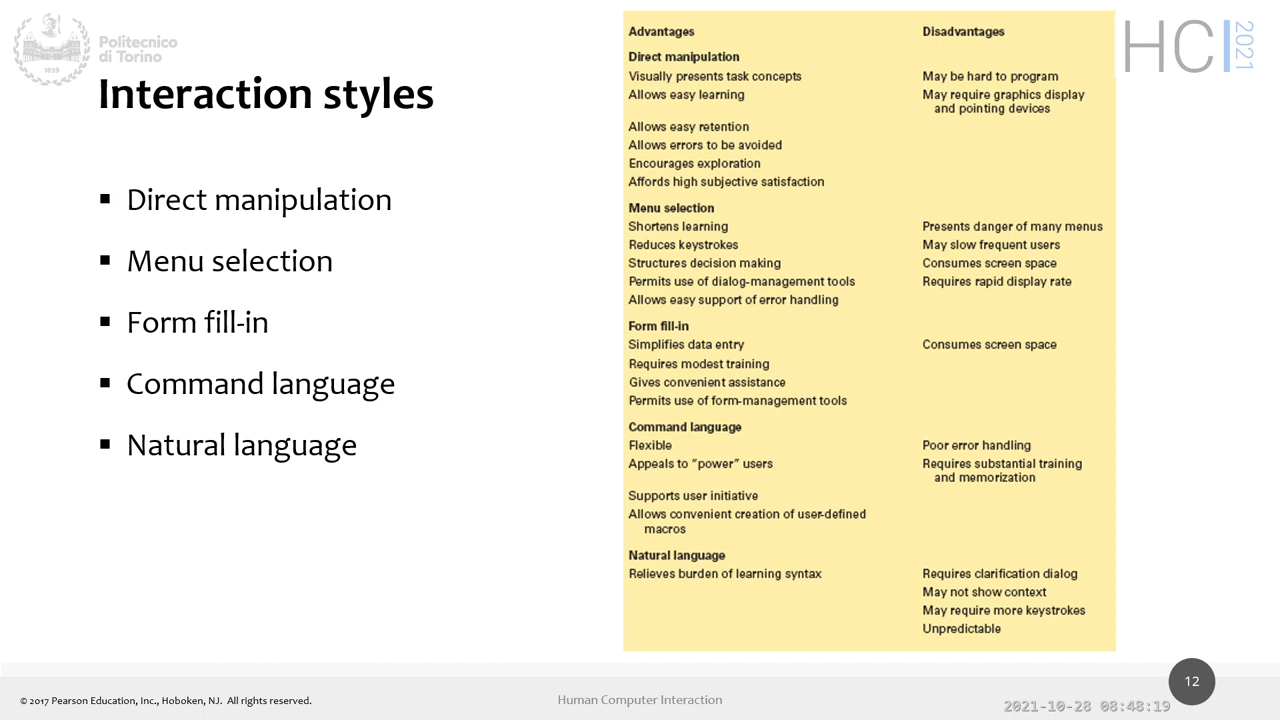 Politecnico
di Torino
1859
HCI
2021
Interaction styles
▪ Direct manipulation
▪ Menu selection
▪ Form fill-in
▪ Command language
▪ Natural language
Advantages Disadvantages
Direct manipulation
Visually presents task concepts May be hard to program
Allows easy learning May require graphics display
and pointing devices
Allows easy retention
Allows errors to be avoided
Encourages exploration
Affords high subjective satisfaction
Menu selection
Shortens learning Presents danger of many menus
Reduces keystrokes May slow frequent users
Structures decision making Consumes screen space
Permits use of dialog-management tools Requires rapid display rate
Allows easy support of error handling
Form fill-in
Simplifies data entry Consumes screen space
Requires modest training
Gives convenient assistance
Permits use of form-management tools
Command language
Flexible Poor error handling
Appeals to "power" users Requires substantial training
and memorization
Supports user initiative
Allows convenient creation of user-defined
macros
Natural language
Relieves burden of learning syntax Requires clarification dialog
May not show context
May require more keystrokes
Unpredictable
© 2017 Pearson Education, Inc., Hoboken, NJ. All rights reserved.
Human Computer Interaction
12
2021-10-28 08:48:19